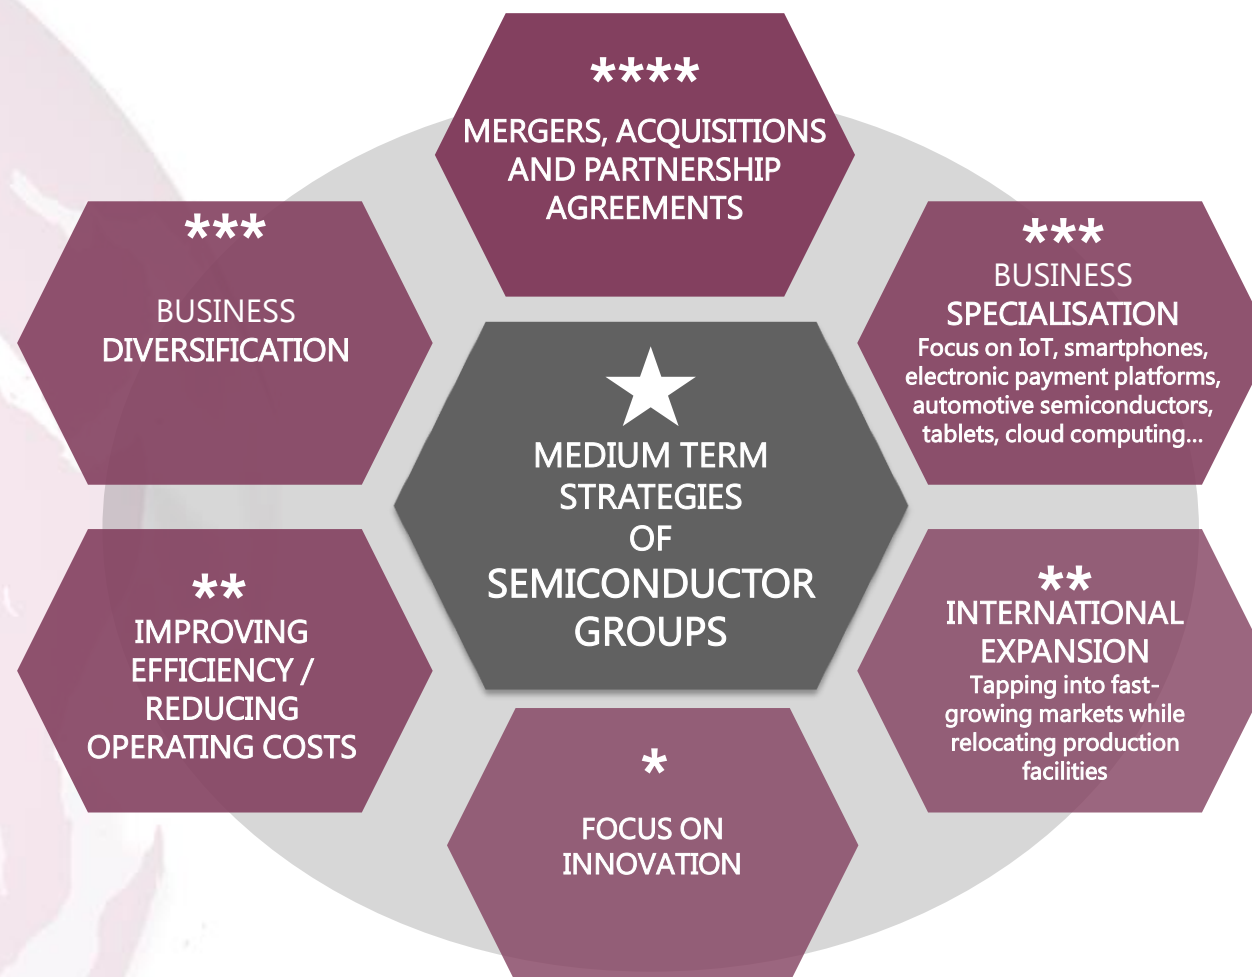 ****
MERGERS, ACQUISITIONS
AND PARTNERSHIP
AGREEMENTS
***
BUSINESS
DIVERSIFICATION
***
BUSINESS
SPECIALISATION
Focus on IoT, smartphones,
electronic payment platforms,
automotive semiconductors,
tablets, cloud computing...
MEDIUM TERM
STRATEGIES
OF
SEMICONDUCTOR
GROUPS
**
IMPROVING
EFFICIENCY /
REDUCING
OPERATING COSTS
**
INTERNATIONAL
EXPANSION
Tapping into fast-
growing markets while
relocating production
facilities
*
FOCUS ON
INNOVATION